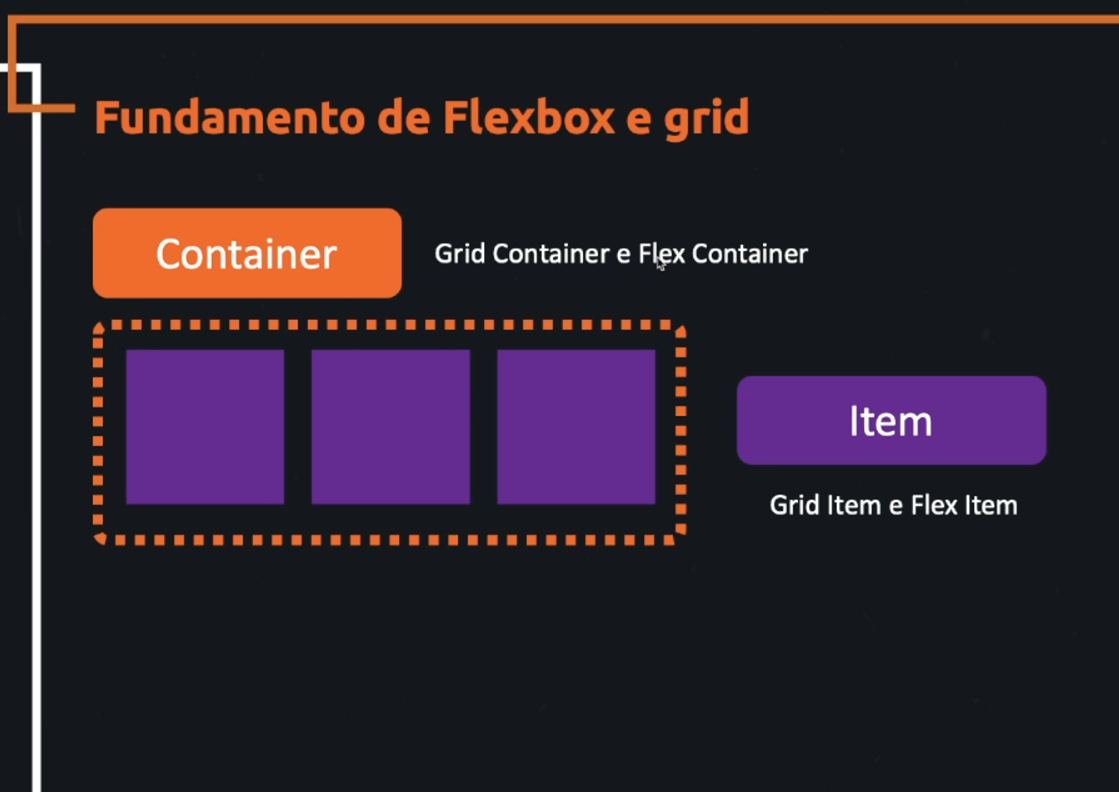 Fundamento de Flexbox e grid
Container
Grid Container e Flex Container
Item
Grid Item e Flex Item